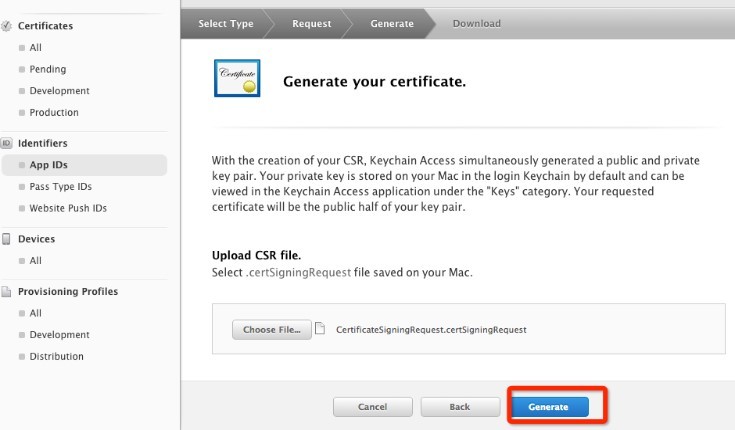 Certificates
All
Pending
Development
Production
ID
Identifiers
App IDs
Pass Type IDs
Website Push IDs
Devices
All
Provisioning Profiles
All
Development
Distribution
Select Type
Request
Generate
Download
Certificate
Generate your certificate.
With the creation of your CSR, Keychain Access simultaneously generated a public and private
key pair. Your private key is stored on your Mac in the login Keychain by default and can be
viewed in the Keychain Access application under the "Keys" category. Your requested
certificate will be the public half of your key pair.
Upload CSR file.
Select .certSigningRequest file saved on your Mac.
Choose File...
CertificateSigningRequest.certSigningRequest
Cancel
Back
Generate